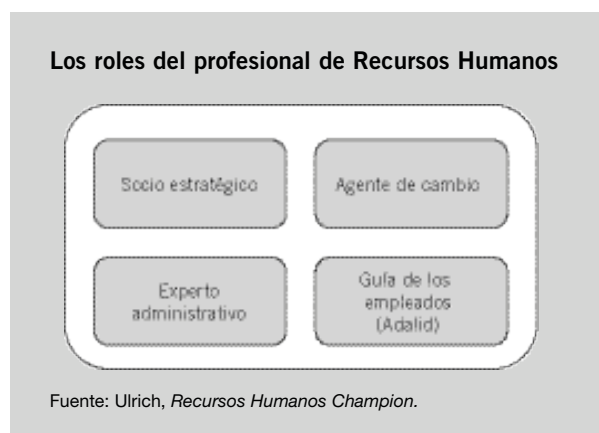 Los roles del profesional de Recursos Humanos
Socio estratégico
Agente de cambio
Experto
administrativo
Guía de los
empleados
(Adalid)
Fuente: Ulrich, Recursos Humanos Champion.